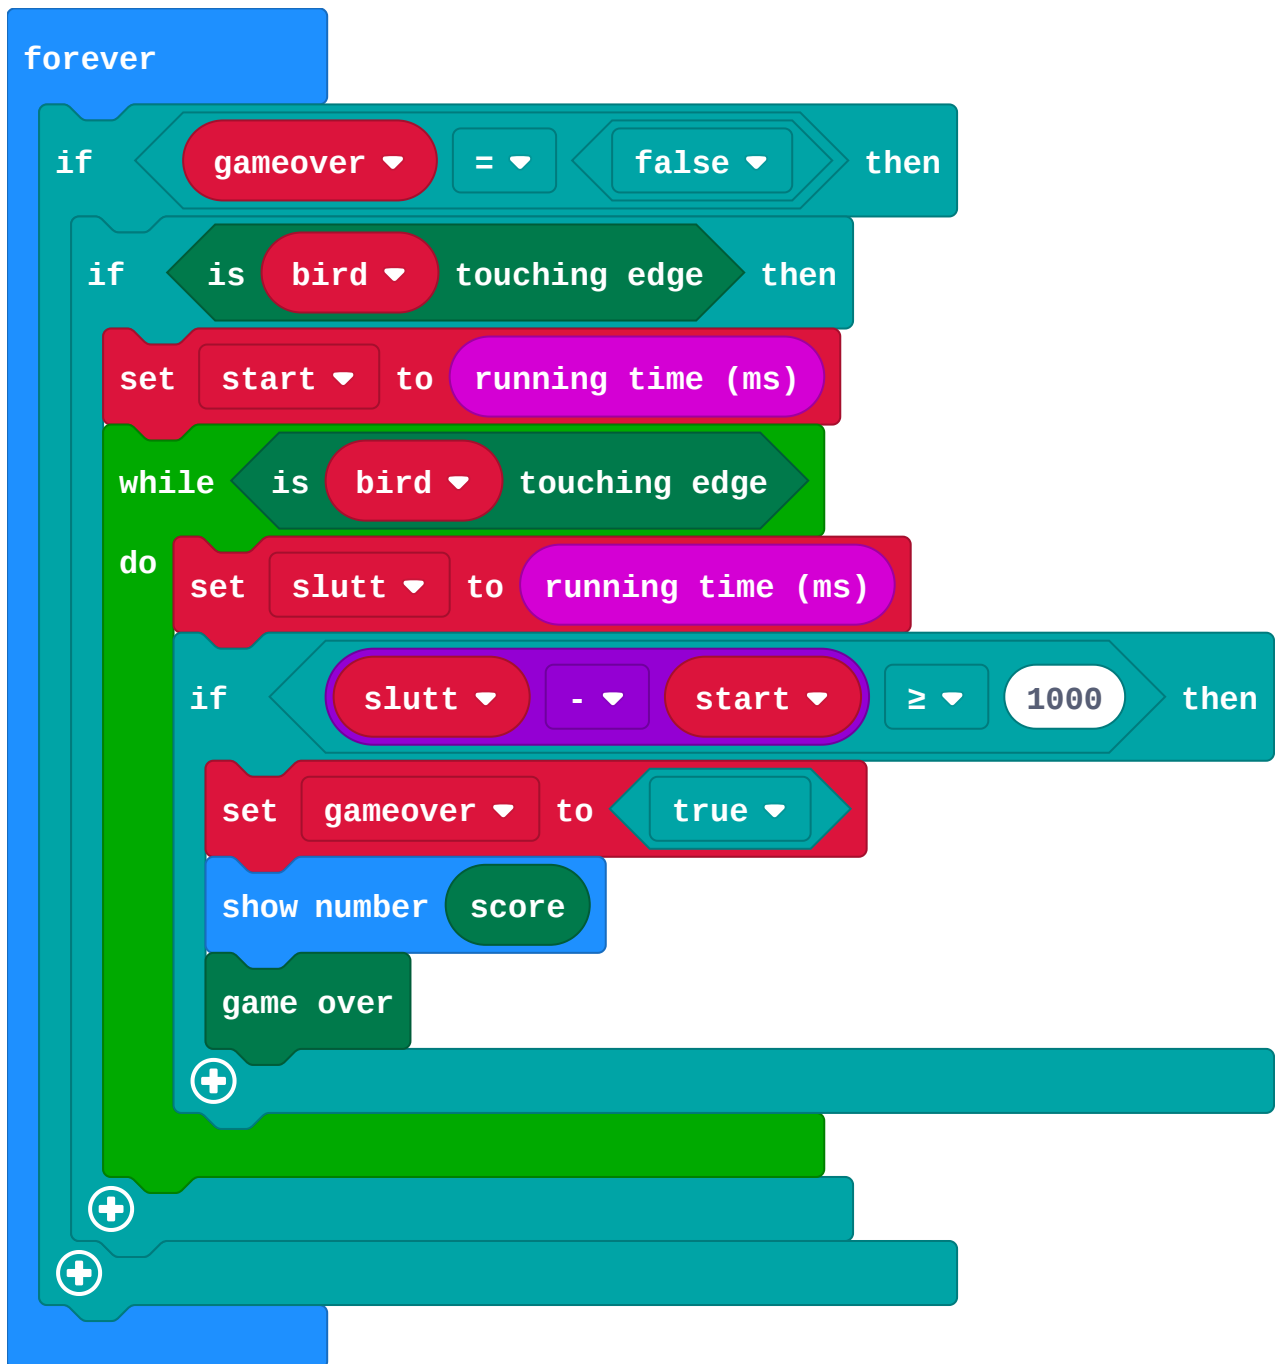 forever
if gameover = false then
if is bird touching edge then
set start to running time (ms)
while is bird touching edge
do
set slutt to running time (ms)
if slutt - start ≥ 1000 then
set gameover to true
show number score
game over